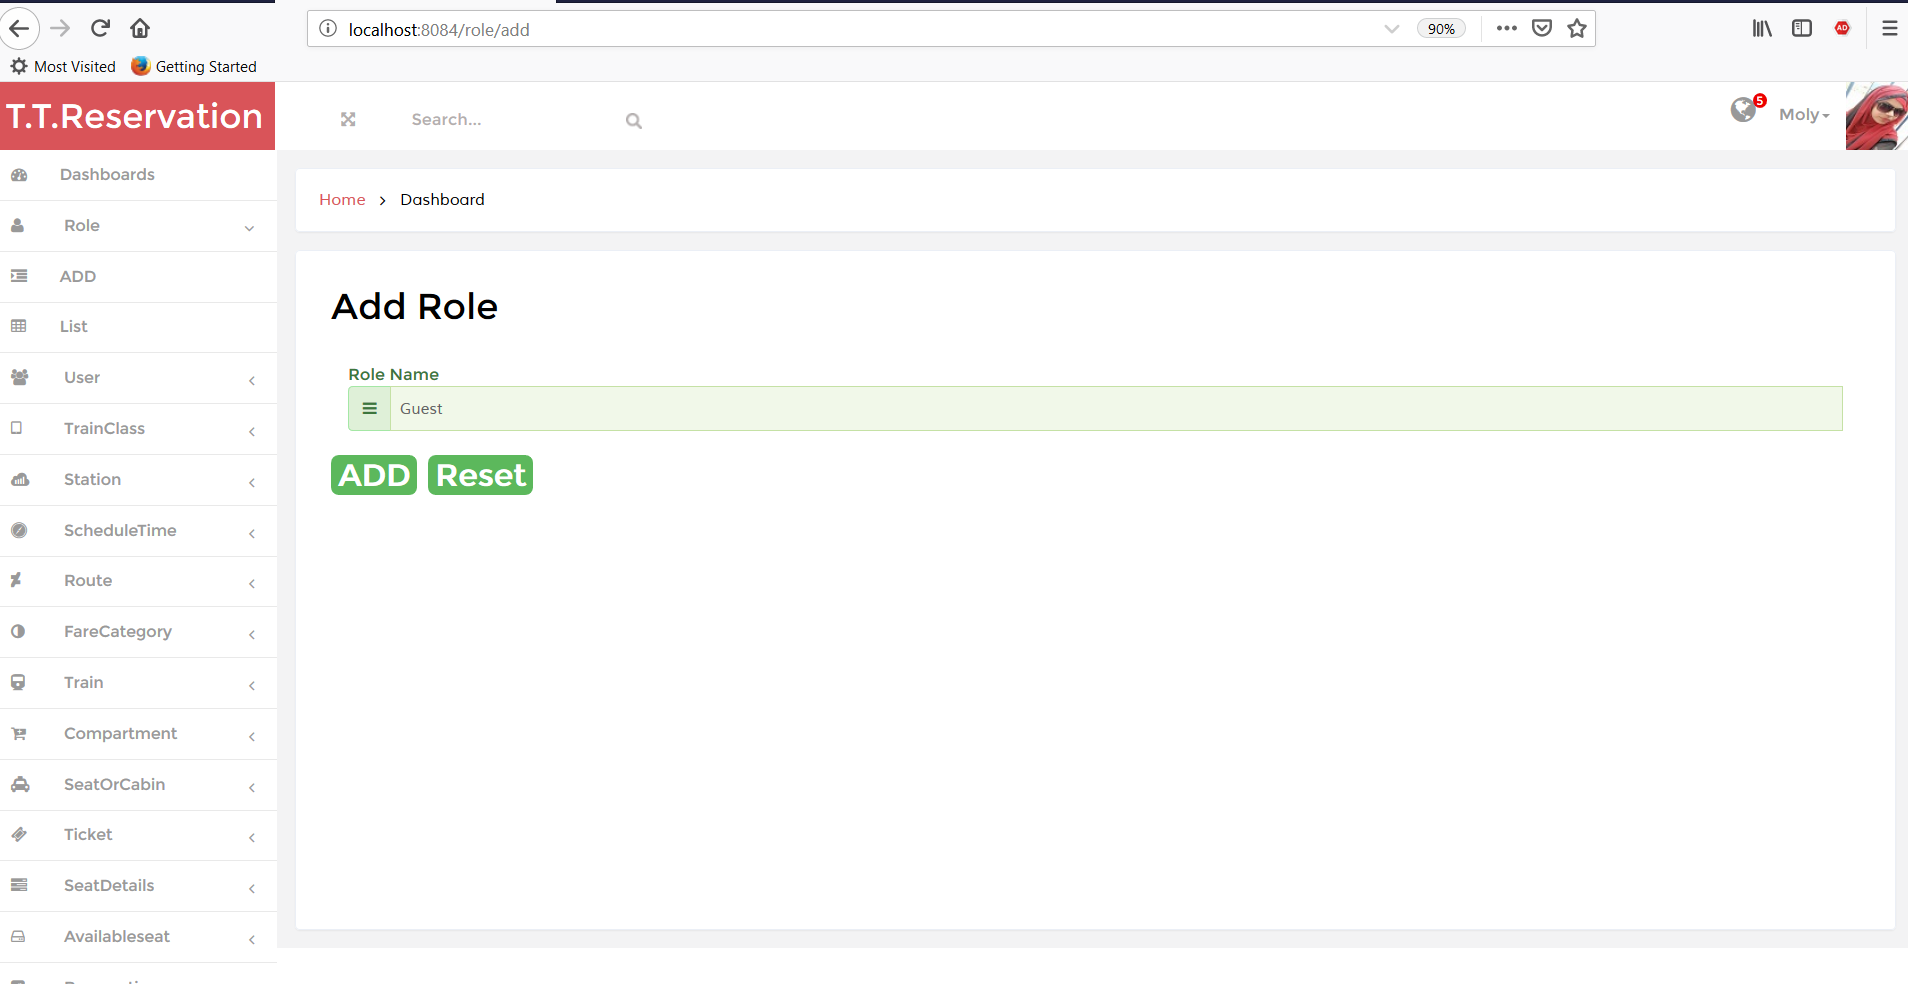 localhost:8084/role/add
90%
AD
Most Visited
Getting Started
T.T.Reservation
Search...
5
Moly
Dashboards
Role
ADD
List
User
TrainClass
Station
ScheduleTime
Route
FareCategory
Train
Compartment
SeatOrCabin
Ticket
SeatDetails
Availableseat
Home > Dashboard
Add Role
Role Name
Guest
ADD
Reset